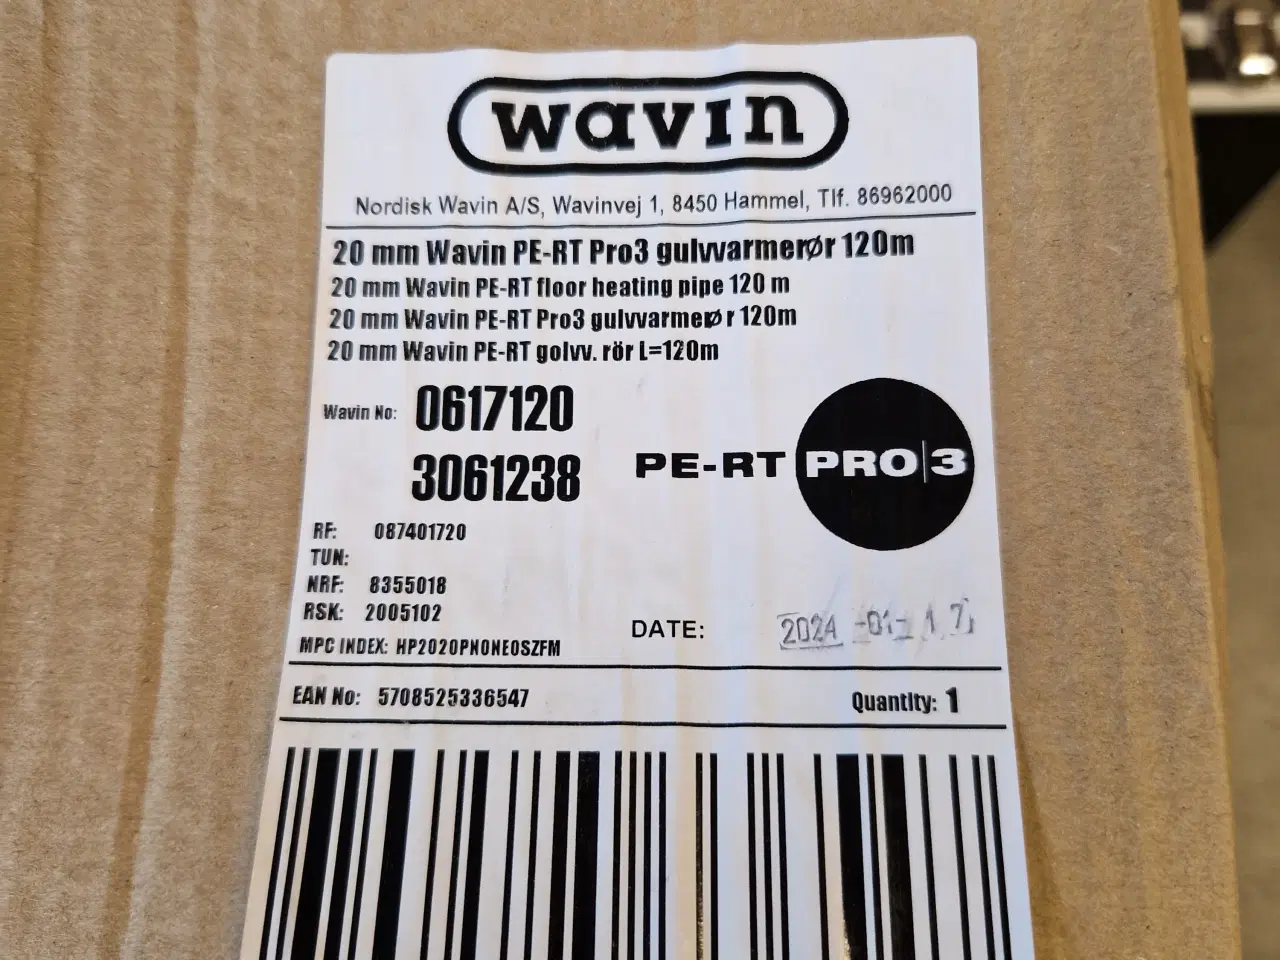 wavin
Nordisk Wavin A/S, Wavinvej 1, 8450 Hammel, Tlf. 86962000
20 mm Wavin PE-RT Pro3 gulvvarmerør 120m
20 mm Wavin PE-RT floor heating pipe 120 m
20 mm Wavin PE-RT Pro3 gulvvarmerø r 120m
20 mm Wavin PE-RT golvv. rör L=120m
Wavin No: 0617120
3061238
PE-RT PRO|3
RF: 087401720
TUN:
NRF: 8355018
RSK: 2005102
DATE: 2024 -01- 17
MPC INDEX: HP2020PNONEOSZFM
EAN No: 5708525336547 Quantity: 1